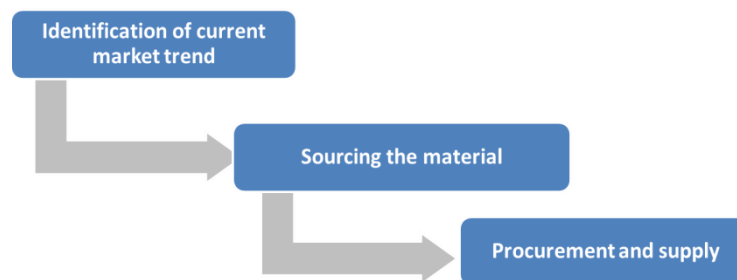 Identification of current
market trend
Sourcing the material
Procurement and supply